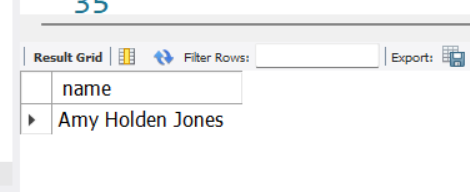 35
Result Grid Filter Rows: Export:
name
Amy Holden Jones